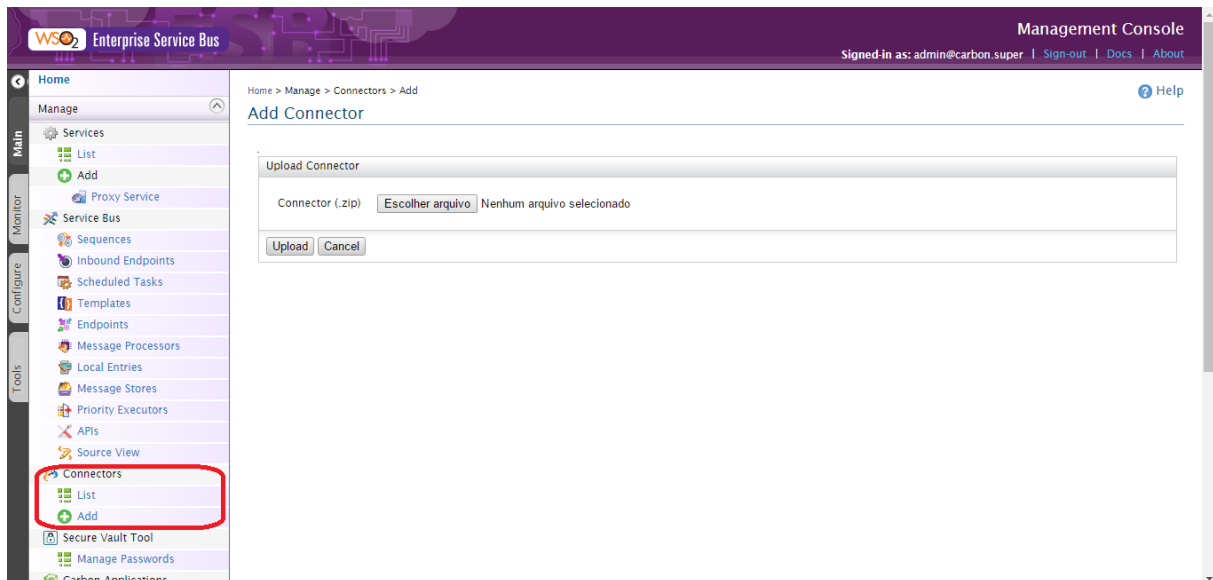 WSO2 Enterprise Service Bus
Management Console
Signed-in as: admin@carbon.super | Sign-out | Docs | About
Main
Monitor
Configure
Tools
Home
Manage
Services
List
Add
Proxy Service
Service Bus
Sequences
Inbound Endpoints
Scheduled Tasks
Templates
Endpoints
Message Processors
Local Entries
Message Stores
Priority Executors
APIs
Source View
Connectors
List
Add
Secure Vault Tool
Manage Passwords
Carbon Applications
Home > Manage > Connectors > Add
Help
Add Connector
Upload Connector
Connector (.zip) Escolher arquivo Nenhum arquivo selecionado
Upload Cancel